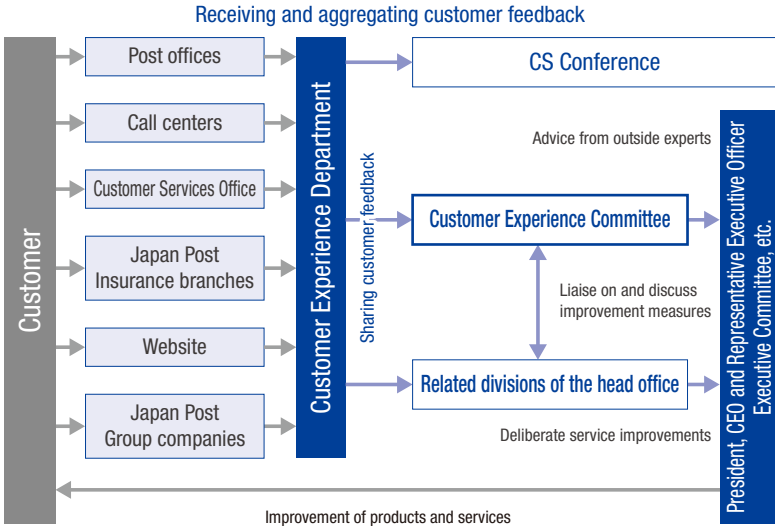 Receiving and aggregating customer feedback
Customer
Post offices
Call centers
Customer Services Office
Japan Post
Insurance branches
Website
Japan Post
Group companies
Customer Experience Department
Sharing customer feedback
CS Conference
Advice from outside experts
Customer Experience Committee
Liaise on and discuss
improvement measures
Related divisions of the head office
Deliberate service improvements
President, CEO and Representative Executive Officer
Executive Committee, etc.
Improvement of products and services